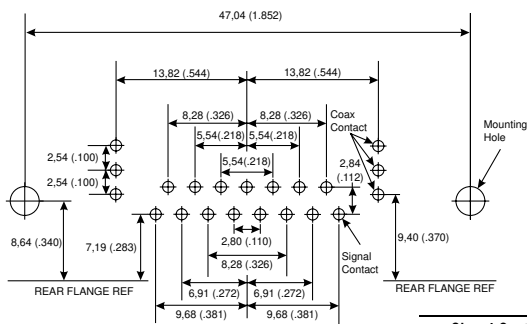 47,04 (1.852)
13,82 (.544)
13,82 (.544)
8,28 (.326)
8,28 (.326)
Coax
Contact
Mounting
Hole
5,54(.218)
5,54(.218)
2,54 (.100)
5,54(.218)
2,84
(.112)
2,54 (.100)
8,64 (.340)
7,19 (.283)
2,80 (.110)
9,40 (.370)
8,28 (.326)
Signal
Contact
REAR FLANGE REF
6,91 (.272)
6,91 (.272)
REAR FLANGE REF
9,68 (.381)
9,68 (.381)